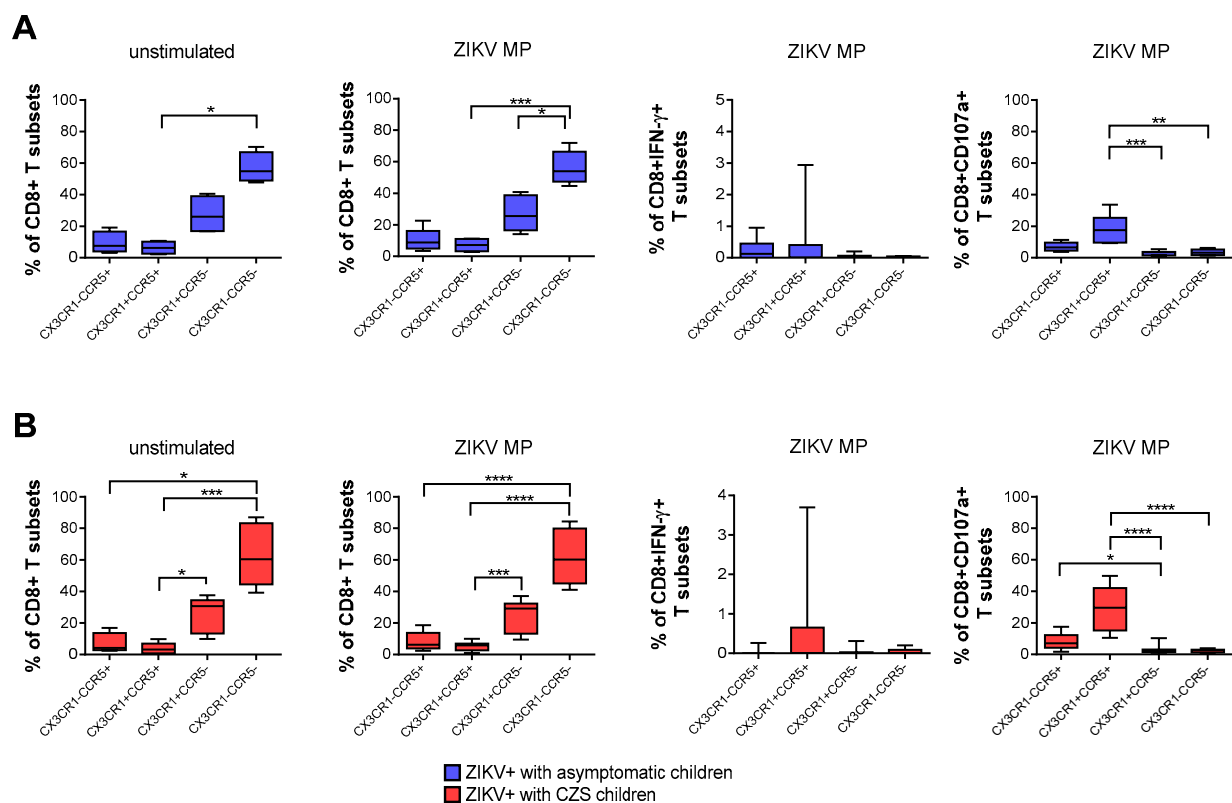 A
unstimulated
% of CD8+ T subsets
100
80
60
40
20
0
*
CX3CR1-CCR5+
CX3CR1+CCR5+
CX3CR1+CCR5-
CX3CR1-CCR5-
ZIKV MP
% of CD8+ T subsets
100
80
60
40
20
0
***
*
CX3CR1-CCR5+
CX3CR1+CCR5+
CX3CR1+CCR5-
CX3CR1-CCR5-
ZIKV MP
% of CD8+IFN-γ+
T subsets
5
4
3
2
1
0
CX3CR1-CCR5+
CX3CR1+CCR5+
CX3CR1+CCR5-
CX3CR1-CCR5-
ZIKV MP
% of CD8+CD107a+
T subsets
100
80
60
40
20
0
**
***
CX3CR1-CCR5+
CX3CR1+CCR5+
CX3CR1+CCR5-
CX3CR1-CCR5-
B
unstimulated
% of CD8+ T subsets
100
80
60
40
20
0
*
***
*
CX3CR1-CCR5+
CX3CR1+CCR5+
CX3CR1+CCR5-
CX3CR1-CCR5-
ZIKV MP
% of CD8+ T subsets
100
80
60
40
20
0
****
****
***
CX3CR1-CCR5+
CX3CR1+CCR5+
CX3CR1+CCR5-
CX3CR1-CCR5-
ZIKV MP
% of CD8+IFN-γ+
T subsets
4
3
2
1
0
CX3CR1-CCR5+
CX3CR1+CCR5+
CX3CR1+CCR5-
CX3CR1-CCR5-
ZIKV MP
% of CD8+CD107a+
T subsets
100
80
60
40
20
0
****
****
*
CX3CR1-CCR5+
CX3CR1+CCR5+
CX3CR1+CCR5-
CX3CR1-CCR5-
ZIKV+ with asymptomatic children
ZIKV+ with CZS children